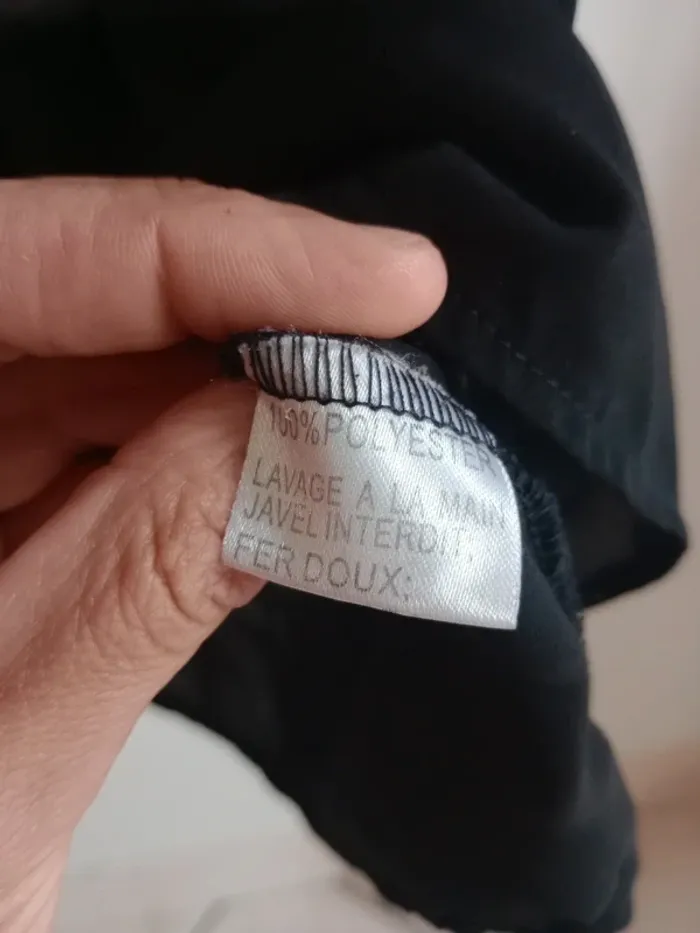 100%POLYESTER
LAVAGE A LA MAIN
JAVEL INTERDIT;
FER DOUX;